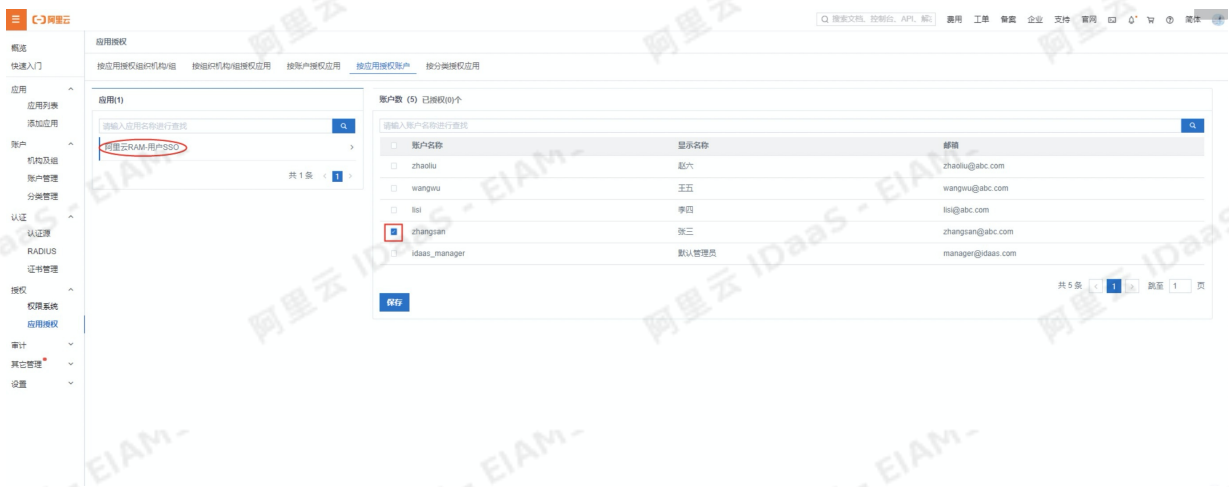 阿里云
搜索文档、控制台、API、解
费用 工单 备案 企业 支持 官网 简体
概览
快速入门
应用
应用列表
添加应用
账户
机构及组
账户管理
分类管理
认证
认证源
RADIUS
证书管理
授权
权限系统
应用授权
审计
其它管理
设置
应用授权
按应用授权组织机构/组 按组织机构/组授权应用 按账户授权应用 按应用授权账户 按分类授权应用
应用(1)
请输入应用名称进行查找
阿里云RAM-用户SSO
共 1 条 1
账户数 (5) 已授权(0)个
请输入账户名称进行查找
账户名称 显示名称 邮箱
zhaoliu 赵六 zhaoliu@abc.com
wangwu 王五 wangwu@abc.com
lisi 李四 lisi@abc.com
zhangsan 张三 zhangsan@abc.com
idaas_manager 默认管理员 manager@idaas.com
共 5 条 1 跳至 1 页
保存